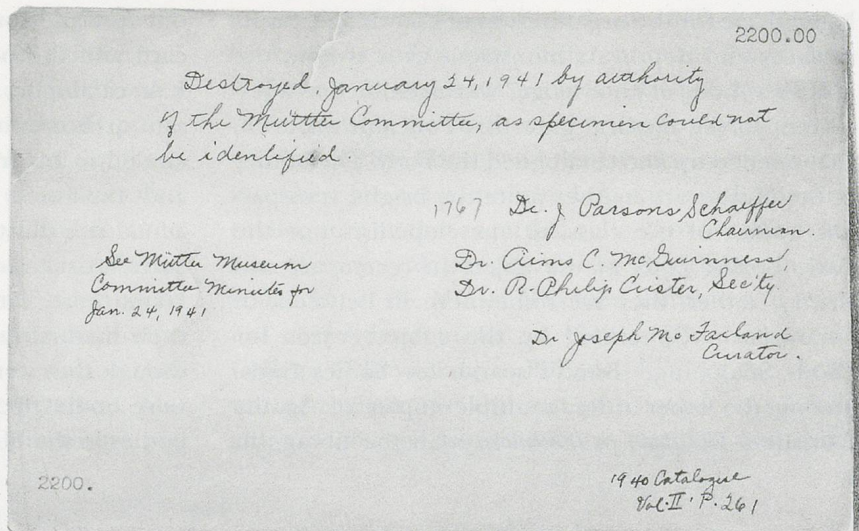 2200.00
Destroyed, January 24, 1941 by authority
of the Mütter Committee, as specimen could not
be identified
1767 Dr. J Parsons Schaeffer
Chairman.
See Mütter Museum
Committee Minutes for
Jan. 24, 1941
Dr. Aims C. McGuinness
Dr. R. Philip Custer, Sec'ty.
Dr Joseph McFarland
Curator.
2200.
1940 Catalogue
Vol. II. P. 261